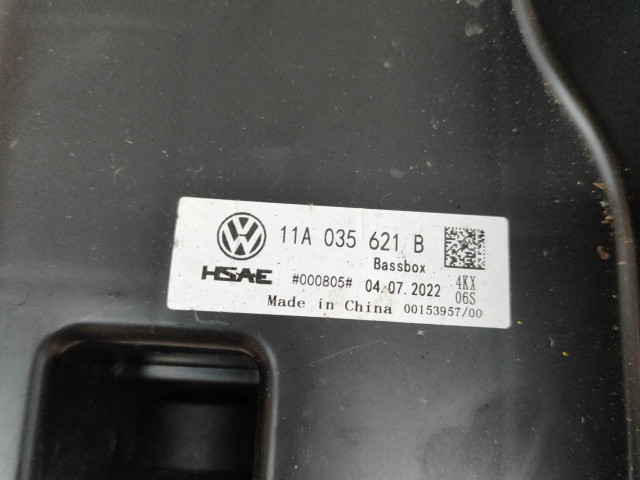 11A 035 621 B
Bassbox
HSAE #000805# 04.07.2022 4KX
06S
Made in China 00153957/00